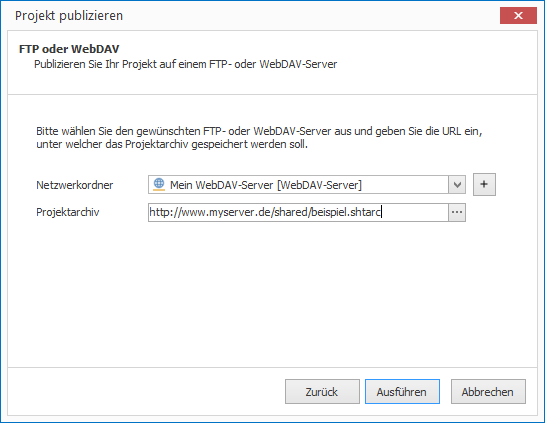 Projekt publizieren
FTP oder WebDAV
Publizieren Sie Ihr Projekt auf einem FTP- oder WebDAV-Server
Bitte wählen Sie den gewünschten FTP- oder WebDAV-Server aus und geben Sie die URL ein,
unter welcher das Projektarchiv gespeichert werden soll.
Netzwerkordner Mein WebDAV-Server [WebDAV-Server] +
Projektarchiv http://www.myserver.de/shared/beispiel.shtarc ...
Zurück Ausführen Abbrechen